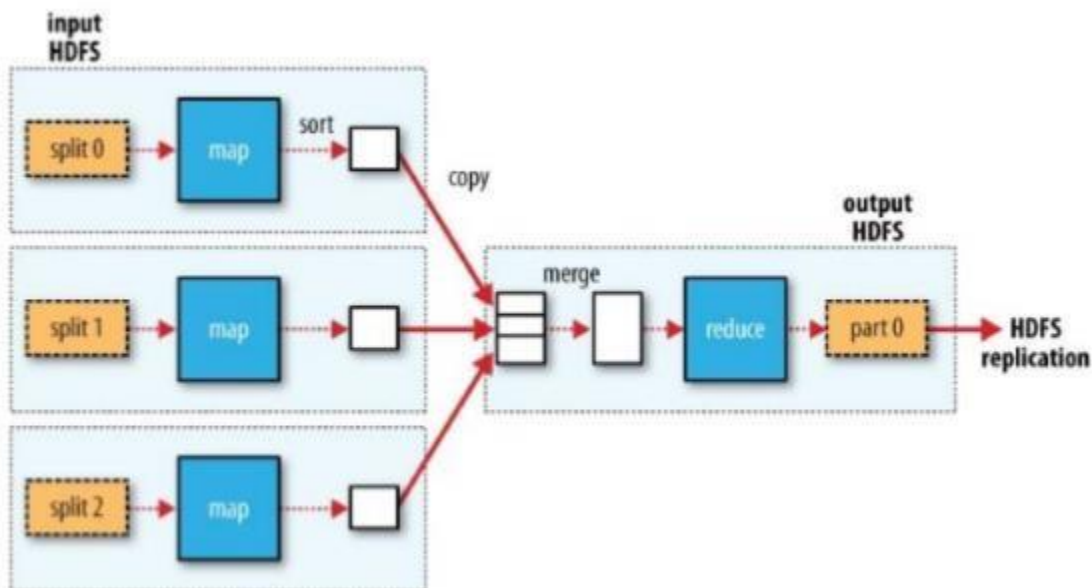 input
HDFS
split 0
map
sort
copy
split 1
map
split 2
map
output
HDFS
merge
reduce
part 0
HDFS
replication